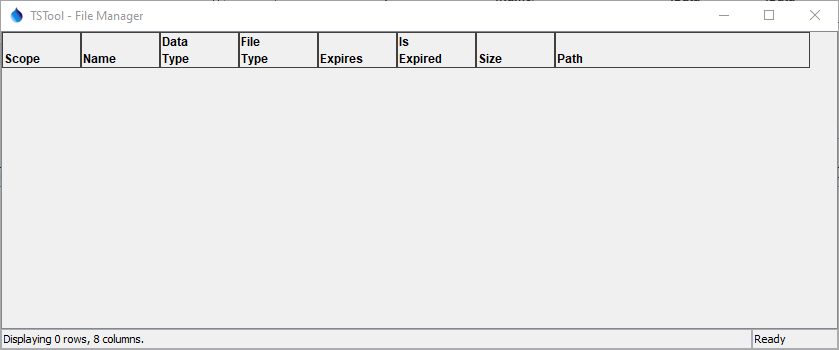 TSTool - File Manager
Scope Name Data Type File Type Expires Is Expired Size Path
Displaying 0 rows, 8 columns. Ready